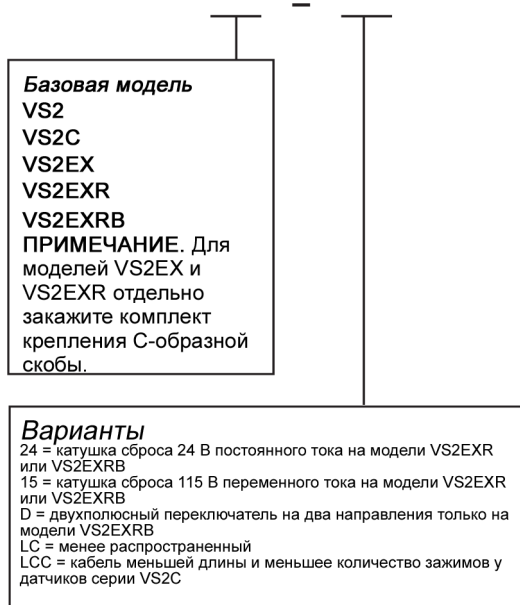 Базовая модель
VS2
VS2C
VS2EX
VS2EXR
VS2EXRB
ПРИМЕЧАНИЕ. Для
моделей VS2EX и
VS2EXR отдельно
закажите комплект
крепления С-образной
скобы.
Варианты
24 = катушка сброса 24 В постоянного тока на модели VS2EXR
или VS2EXRB
15 = катушка сброса 115 В переменного тока на модели VS2EXR
или VS2EXRB
D = двухполюсный переключатель на два направления только на
модели VS2EXRB
LC = менее распространенный
LCC = кабель меньшей длины и меньшее количество зажимов у
датчиков серии VS2C